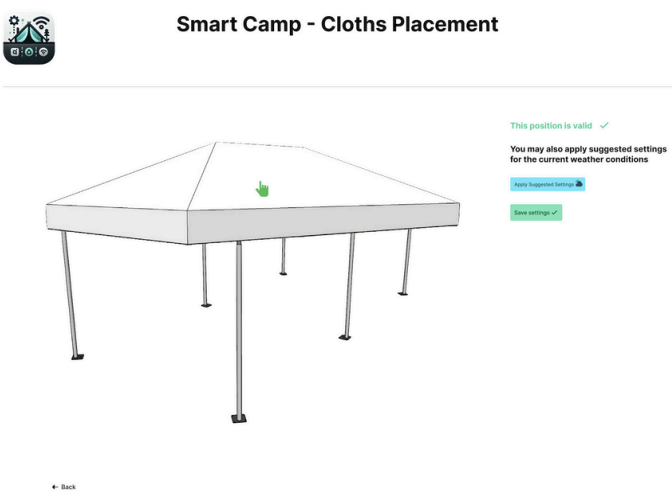 Smart Camp - Cloths Placement
This position is valid
You may also apply suggested settings
for the current weather conditions
Apply Suggested Settings
Save settings
Back